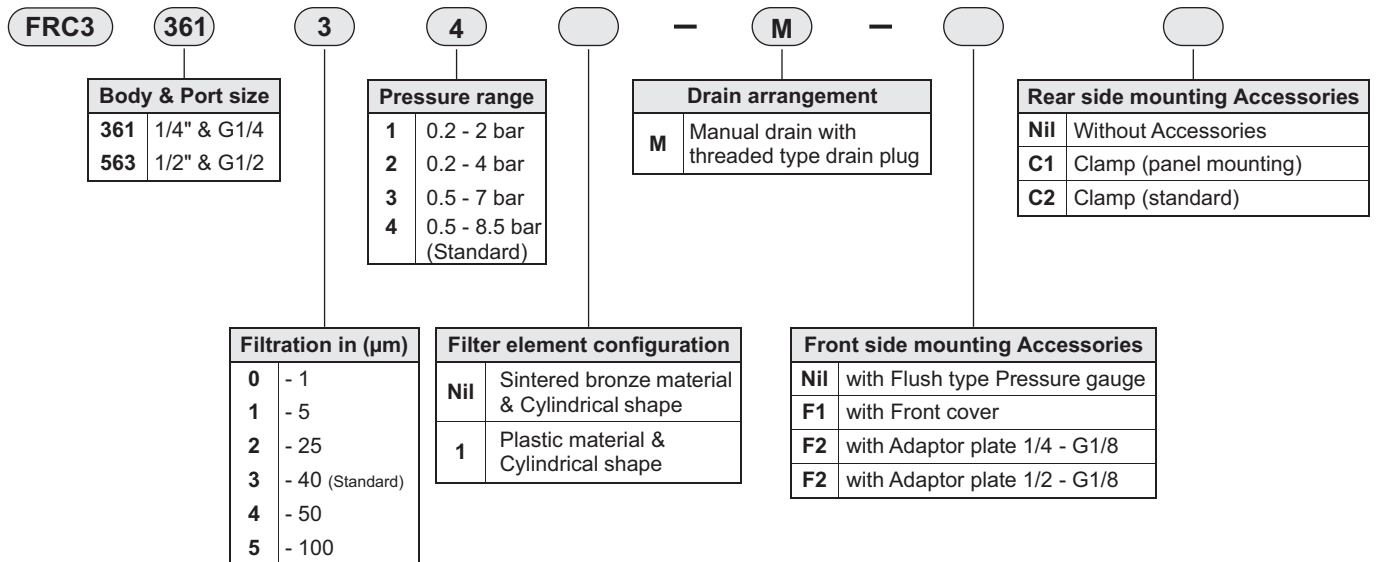 FRC3 361 3 4 – M –
Body & Port size
361 1/4" & G1/4
563 1/2" & G1/2
Pressure range
1 0.2 - 2 bar
2 0.2 - 4 bar
3 0.5 - 7 bar
4 0.5 - 8.5 bar
(Standard)
Drain arrangement
M Manual drain with
threaded type drain plug
Rear side mounting Accessories
Nil Without Accessories
C1 Clamp (panel mounting)
C2 Clamp (standard)
Filtration in (µm)
0 - 1
1 - 5
2 - 25
3 - 40 (Standard)
4 - 50
5 - 100
Filter element configuration
Nil Sintered bronze material
& Cylindrical shape
1 Plastic material &
Cylindrical shape
Front side mounting Accessories
Nil with Flush type Pressure gauge
F1 with Front cover
F2 with Adaptor plate 1/4 - G1/8
F2 with Adaptor plate 1/2 - G1/8